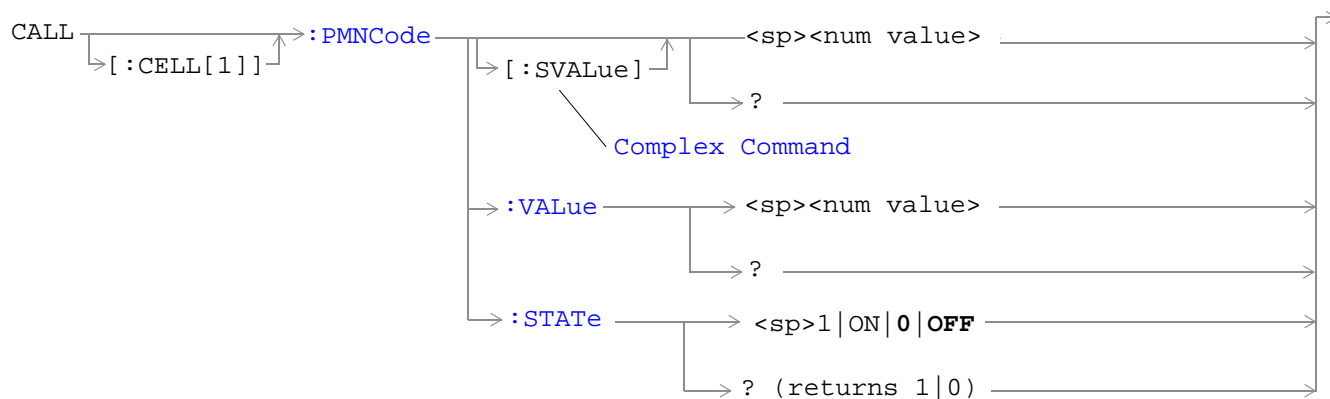 CALL :PMNCode <sp><num value>
[:CELL[1]] [:SVALue]
?
Complex Command
:VALue <sp><num value>
?
:STATe <sp>1|ON|0|OFF
? (returns 1|0)